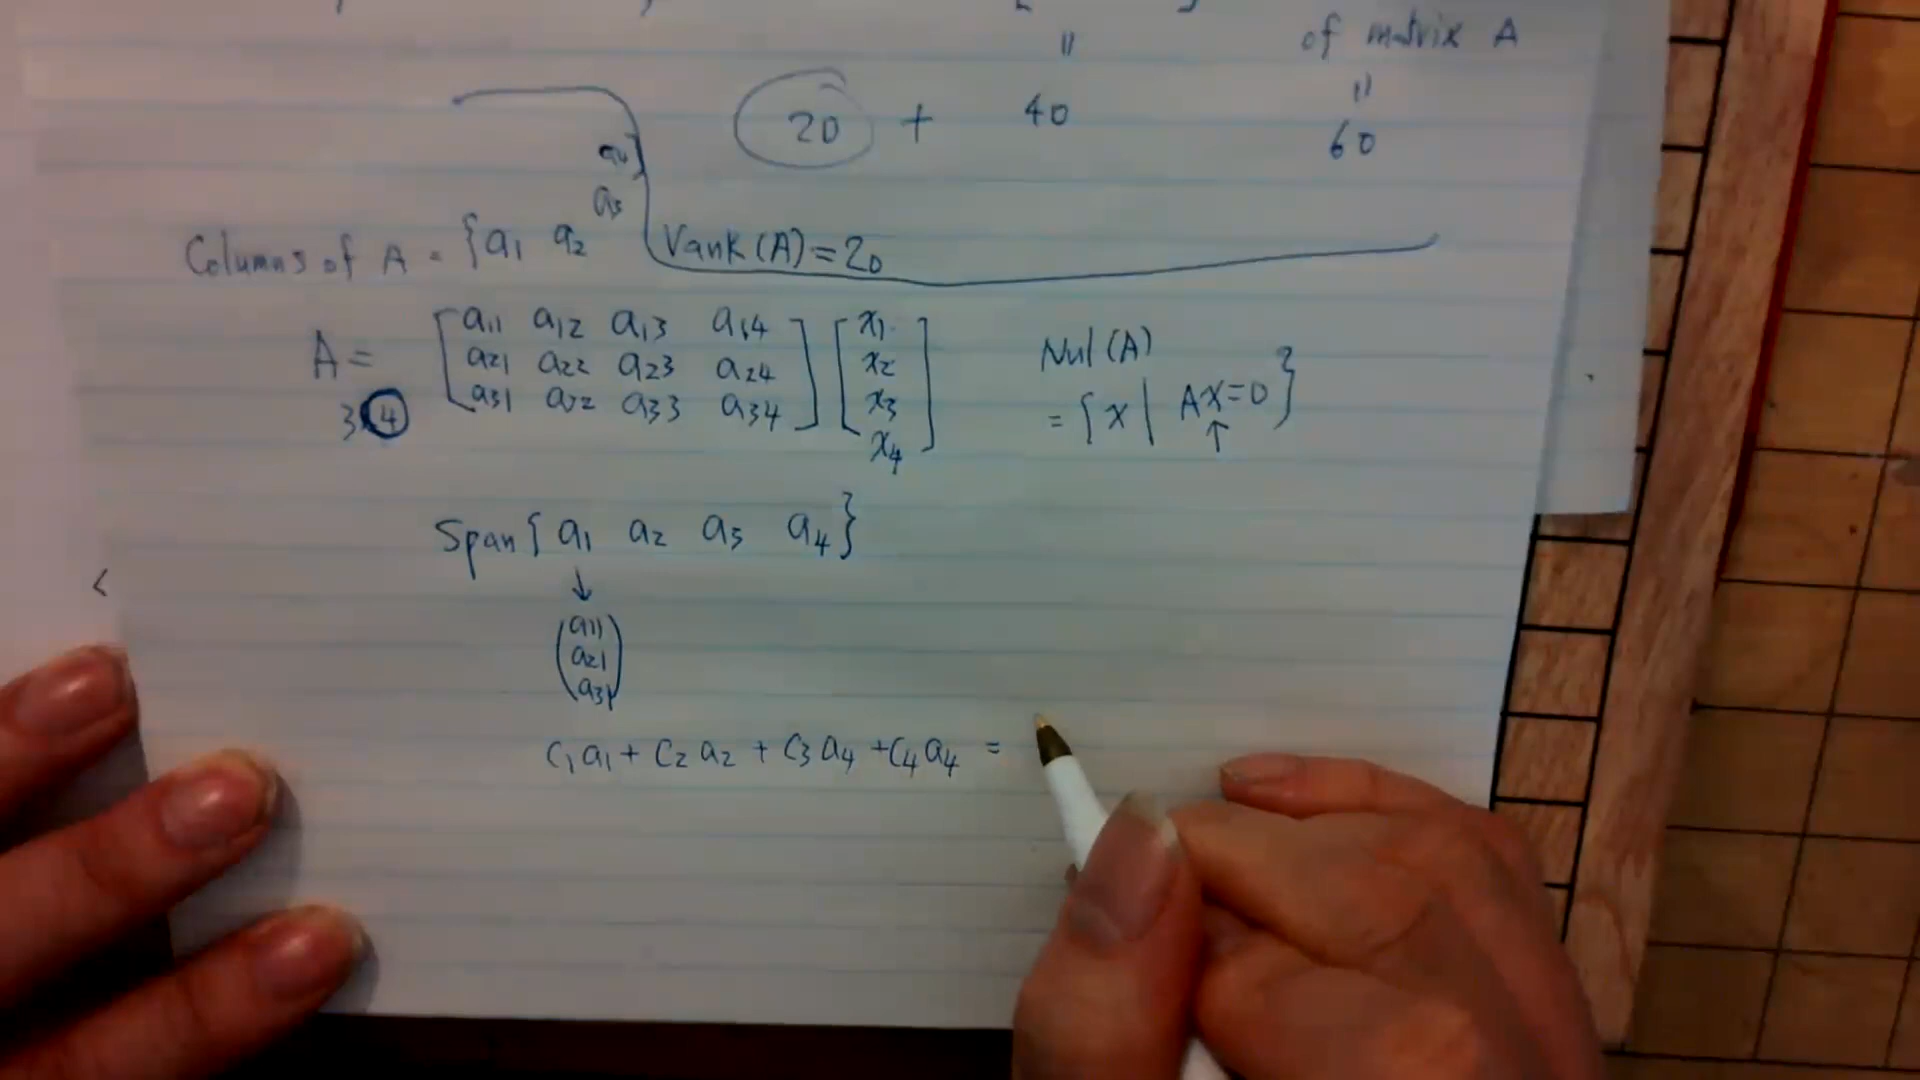 of matrix A
"
"
20 + 40
60
a4}
a3
Columns of A = {a1 a2
Vank(A)=20
A = [a11 a12 a13 a14] [x1]
a21 a22 a23 a24 x2
a31 a32 a33 a34 x3
34
x4
Nul(A)
= {x | Ax=0}
↑
Span{ a1 a2 a3 a4}
↓
(a11
a21
a31)
c1a1 + c2a2 + c3a4 + c4a4 =